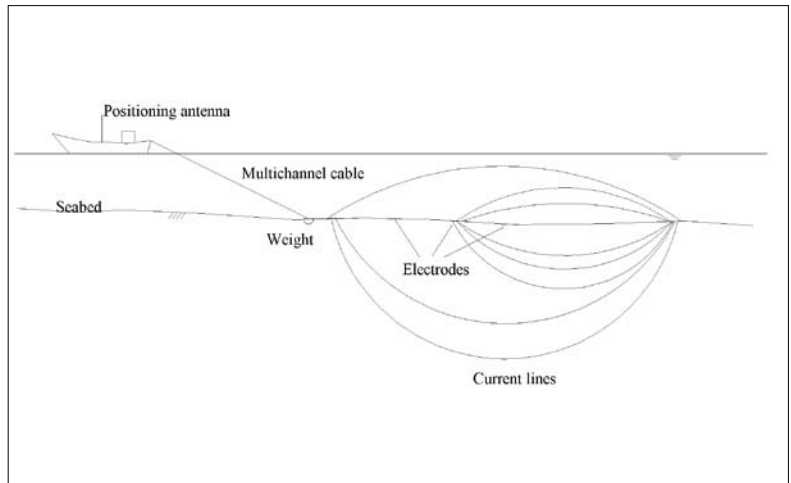 Positioning antenna
Multichannel cable
Seabed
Weight
Electrodes
Current lines